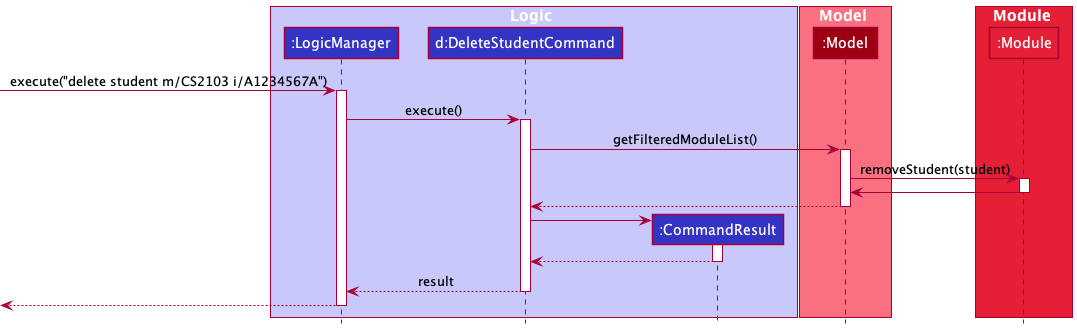 Logic
Model
Module
:LogicManager
d:DeleteStudentCommand
:Model
:Module
execute("delete student m/CS2103 i/A1234567A")
execute()
getFilteredModuleList()
removeStudent(student)
:CommandResult
result